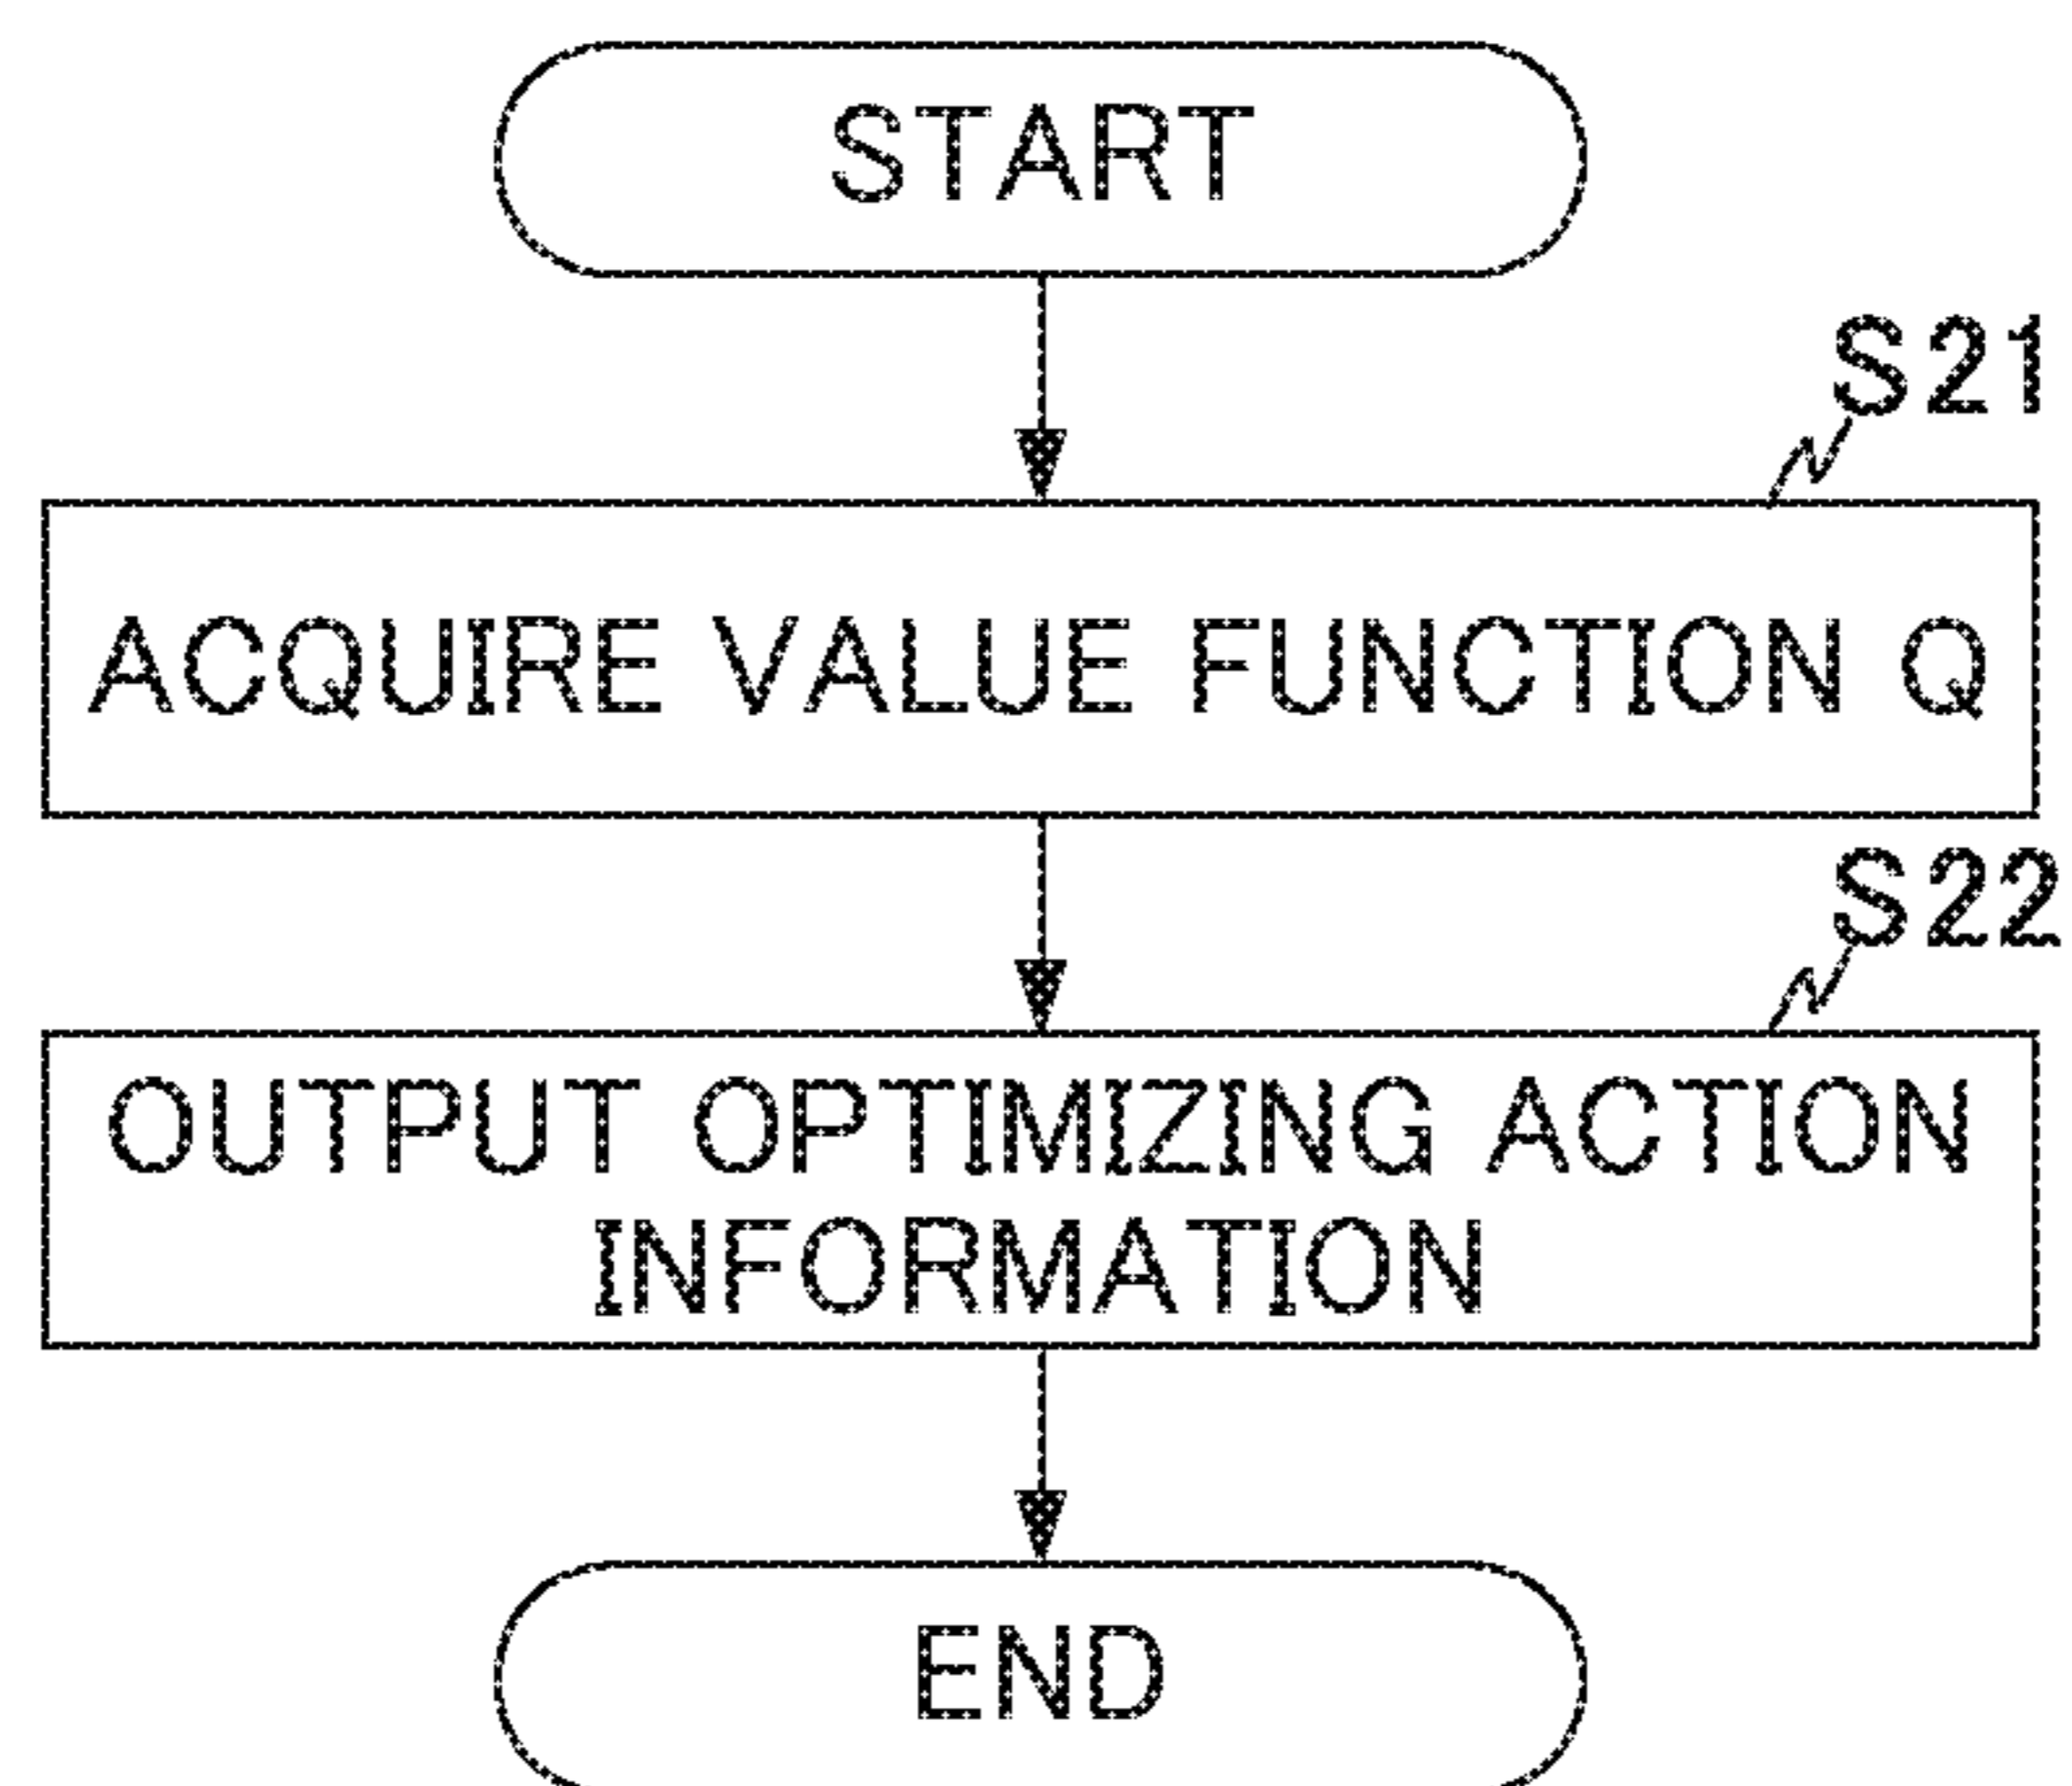 START
S21
ACQUIRE VALUE FUNCTION Q
S22
OUTPUT OPTIMIZING ACTION
INFORMATION
END